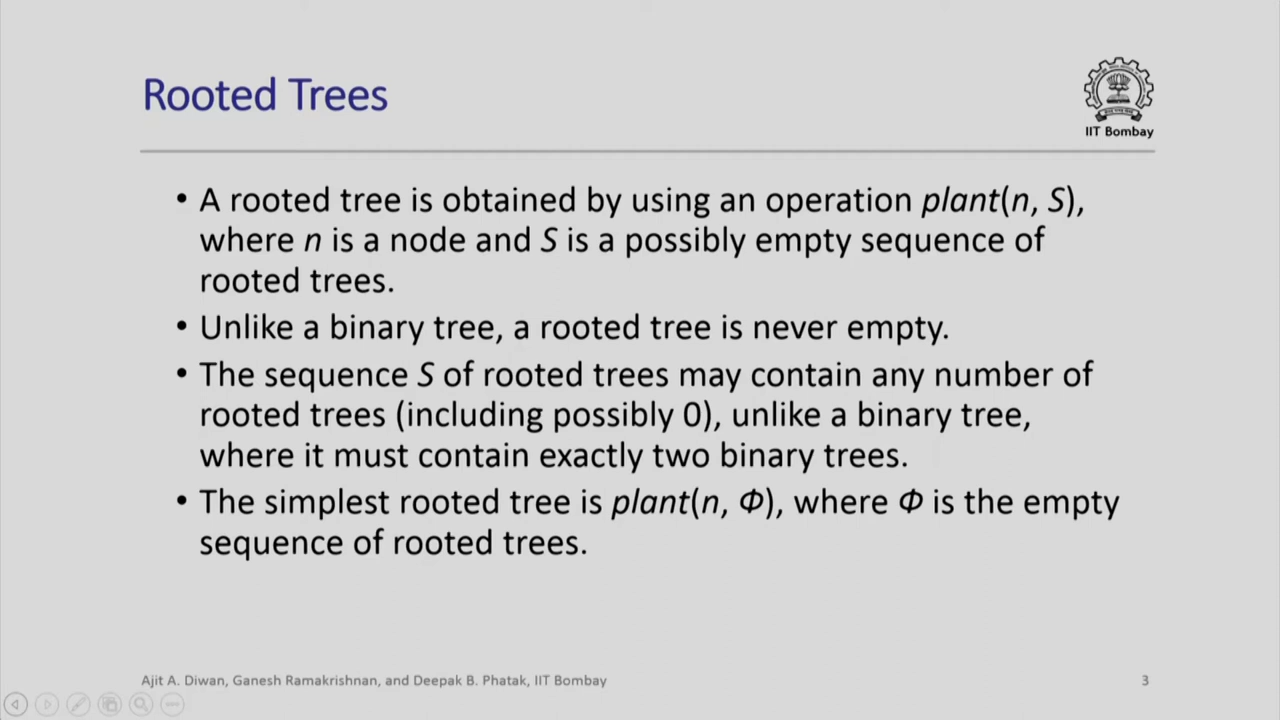 Rooted Trees
IIT Bombay
• A rooted tree is obtained by using an operation plant(n, S),
where n is a node and S is a possibly empty sequence of
rooted trees.
• Unlike a binary tree, a rooted tree is never empty.
• The sequence S of rooted trees may contain any number of
rooted trees (including possibly 0), unlike a binary tree,
where it must contain exactly two binary trees.
• The simplest rooted tree is plant(n, Φ), where Φ is the empty
sequence of rooted trees.
Ajit A. Diwan, Ganesh Ramakrishnan, and Deepak B. Phatak, IIT Bombay
3